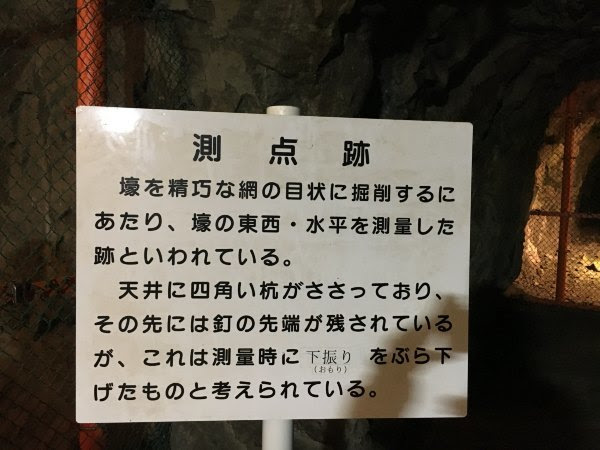 測点跡
壕を精巧な網の目状に掘削するに
あたり、壕の東西・水平を測量した
跡といわれている。
天井に四角い杭がささっており、
その先には釘の先端が残されている
が、これは測量時に下振りをぶら下
(おもり)
げたものと考えられている。